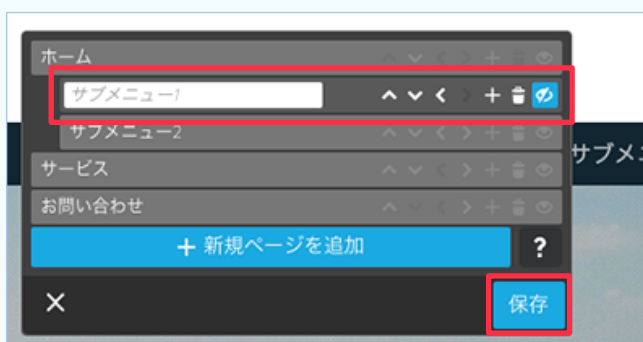 ホーム
サブメニュー1
サブメニュー2
サブメニ
サービス
お問い合わせ
+ 新規ページを追加 ?
× 保存